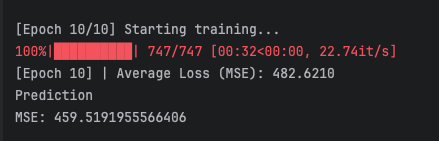 [Epoch 10/10] Starting training...
100%|██████████| 747/747 [00:32<00:00, 22.74it/s]
[Epoch 10] | Average Loss (MSE): 482.6210
Prediction
MSE: 459.5191955566406